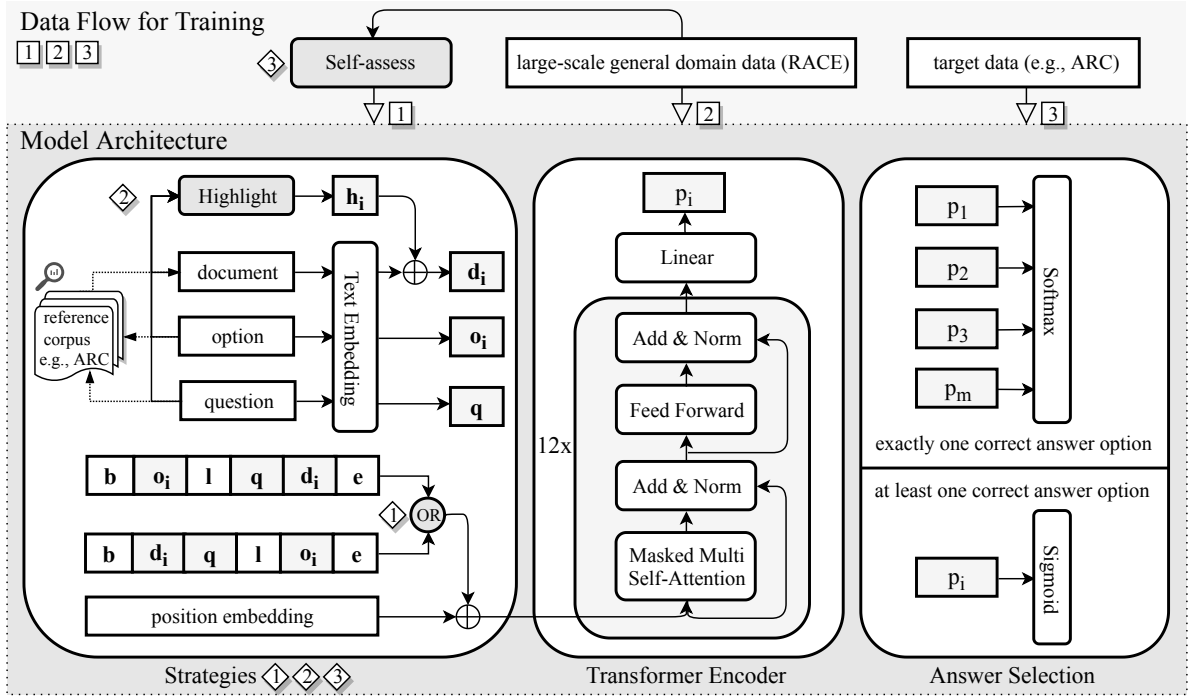 Data Flow for Training
1 2 3
3
Self-assess
large-scale general domain data (RACE)
target data (e.g., ARC)
1
2
3
Model Architecture
2
Highlight
h_i
document
option
question
reference
corpus
e.g., ARC
Text Embedding
d_i
o_i
q
b o_i l q d_i e
1
OR
b d_i q l o_i e
position embedding
Strategies 1 2 3
p_i
Linear
Add & Norm
Feed Forward
12x
Add & Norm
Masked Multi
Self-Attention
Transformer Encoder
p_1
p_2
p_3
p_m
Softmax
exactly one correct answer option
at least one correct answer option
p_i
Sigmoid
Answer Selection